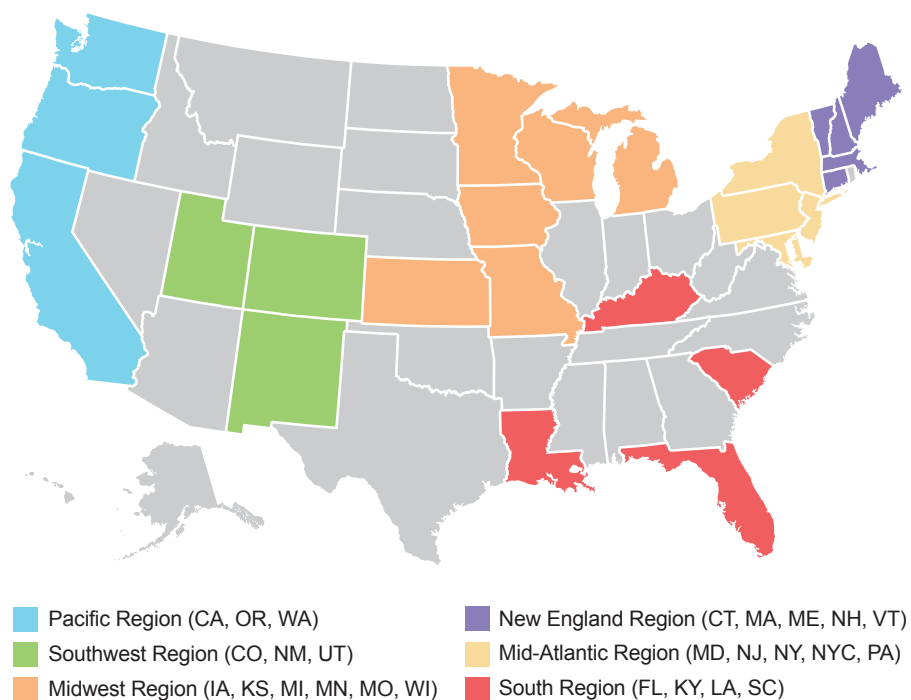 Pacific Region (CA, OR, WA)
Southwest Region (CO, NM, UT)
Midwest Region (IA, KS, MI, MN, MO, WI)
New England Region (CT, MA, ME, NH, VT)
Mid-Atlantic Region (MD, NJ, NY, NYC, PA)
South Region (FL, KY, LA, SC)